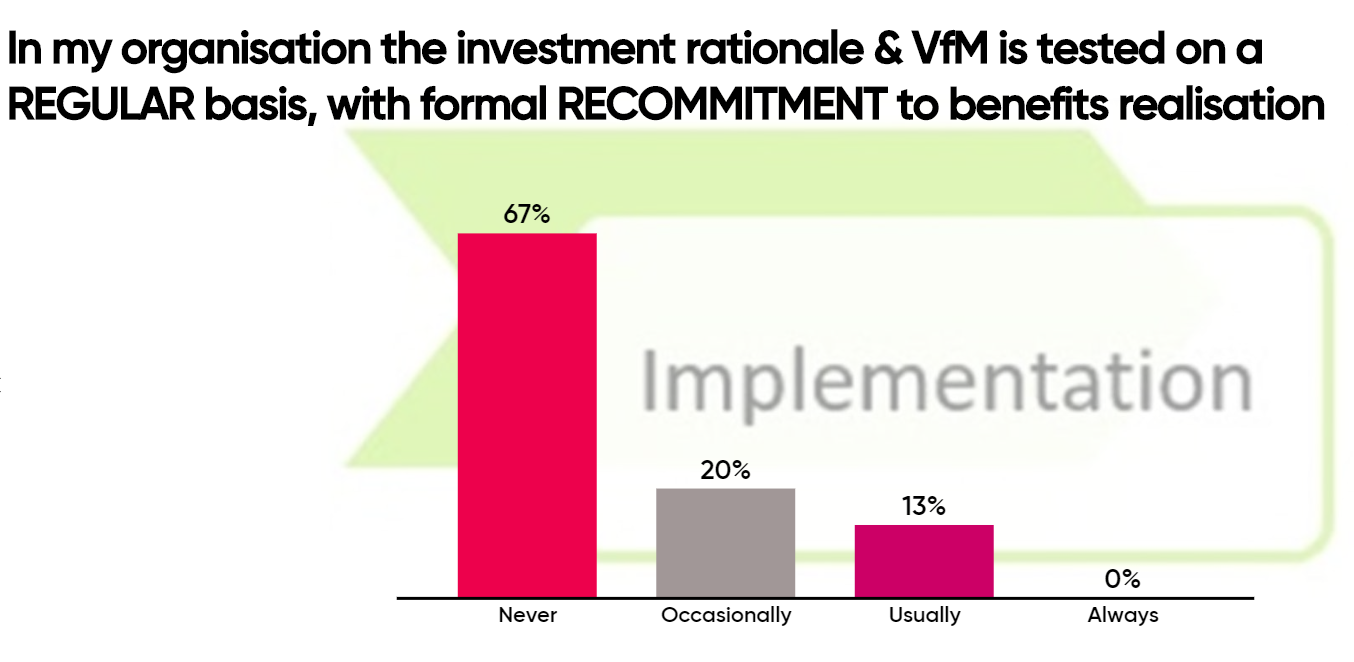 In my organisation the investment rationale & VfM is tested on a
REGULAR basis, with formal RECOMMITMENT to benefits realisation
67%
Implementation
20%
13%
0%
Never
Occasionally
Usually
Always